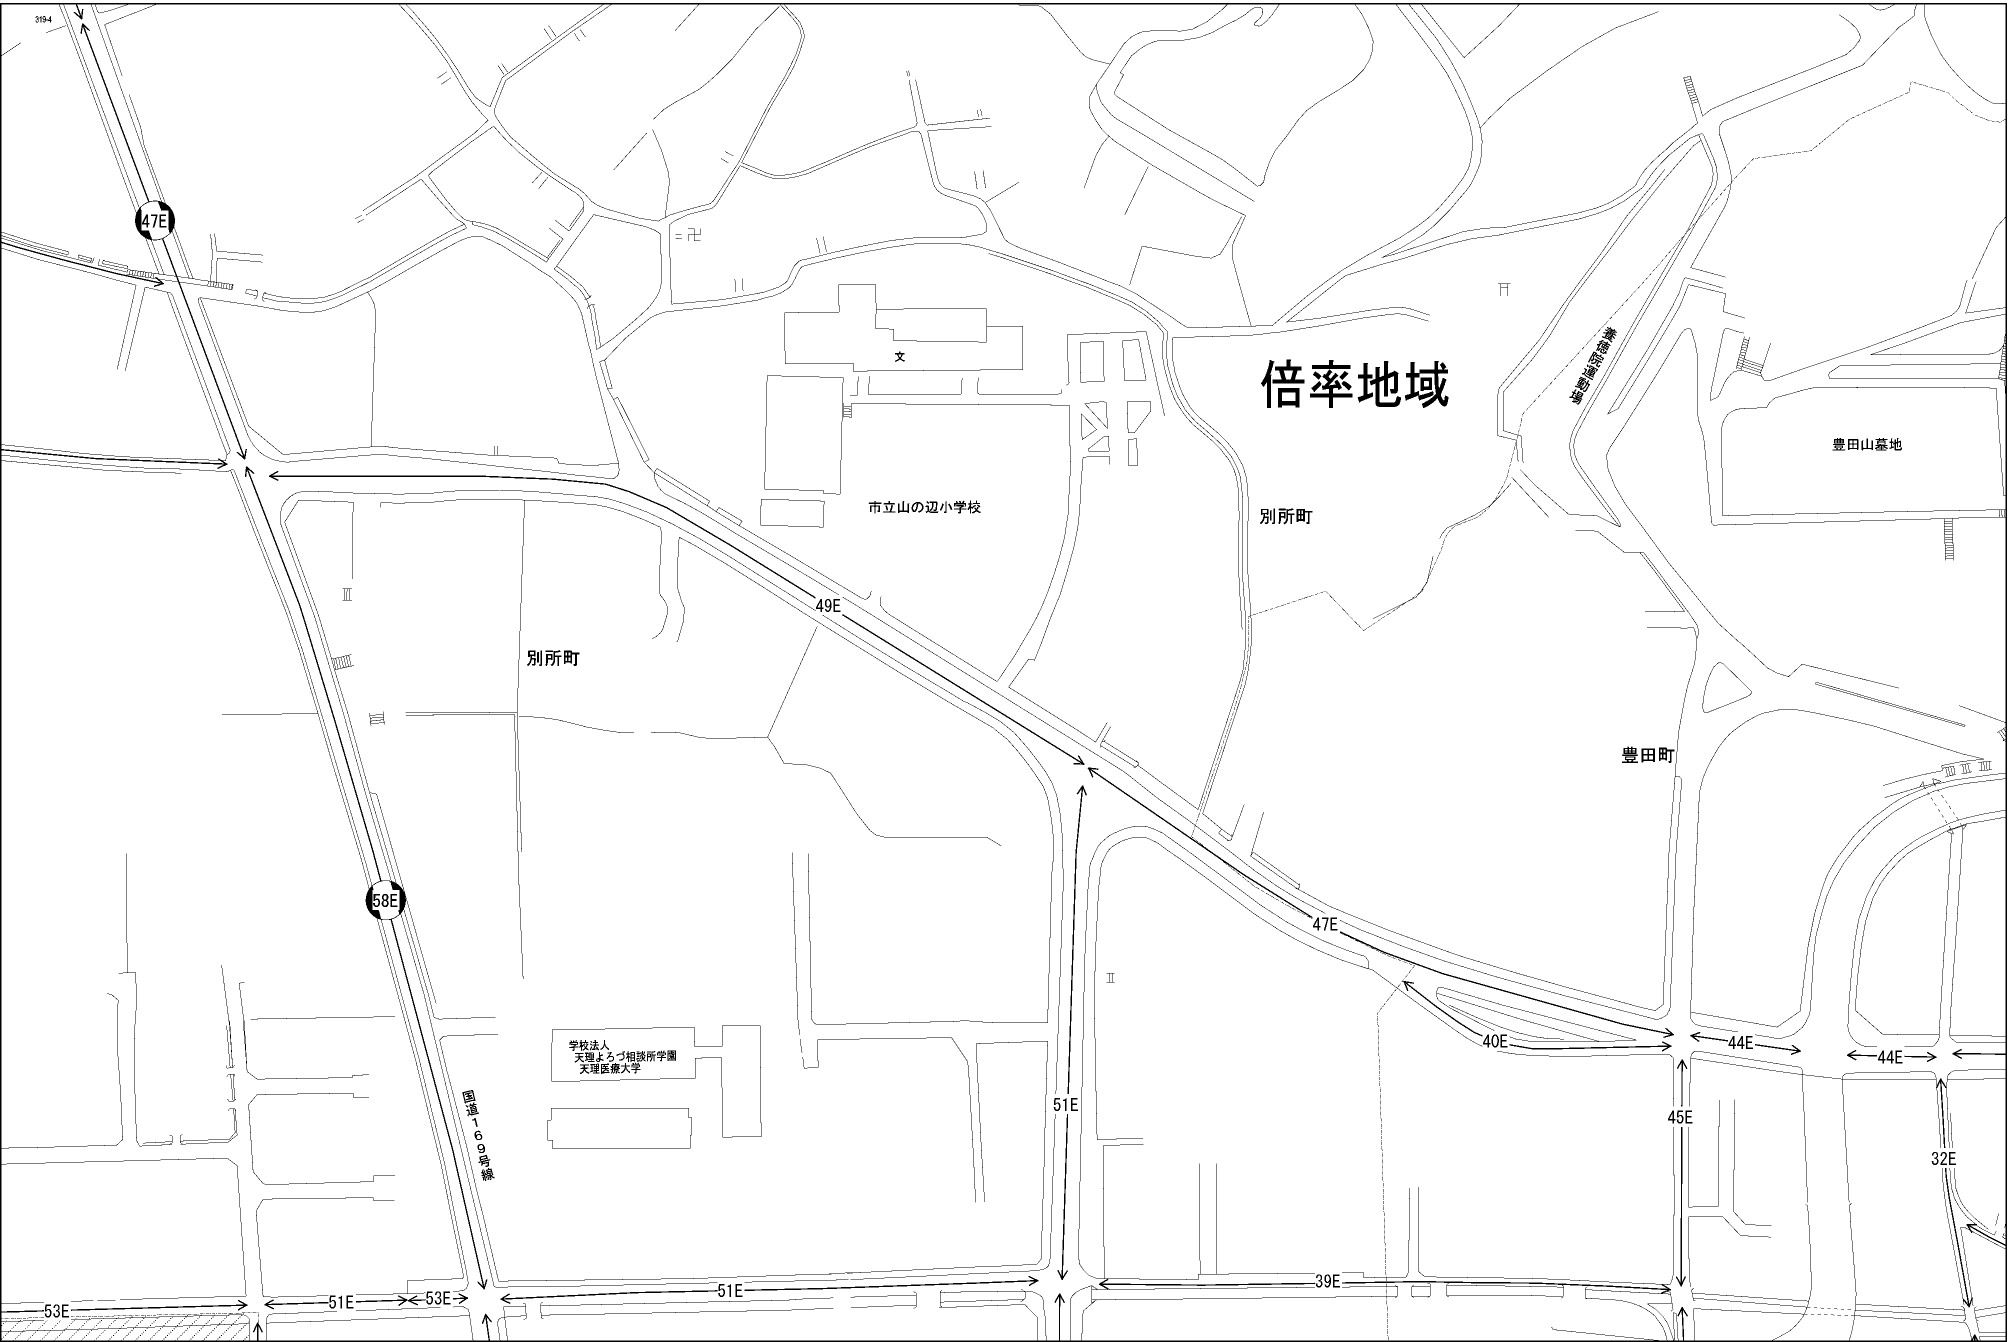 319-4
47E
養徳院運動場
文
倍率地域
豊田山墓地
市立山の辺小学校
別所町
49E
別所町
豊田町
58E
47E
40E
44E
44E
学校法人
天理よろづ相談所学園
天理医療大学
国道169号線
51E
45E
32E
53E
51E
53E
51E
39E